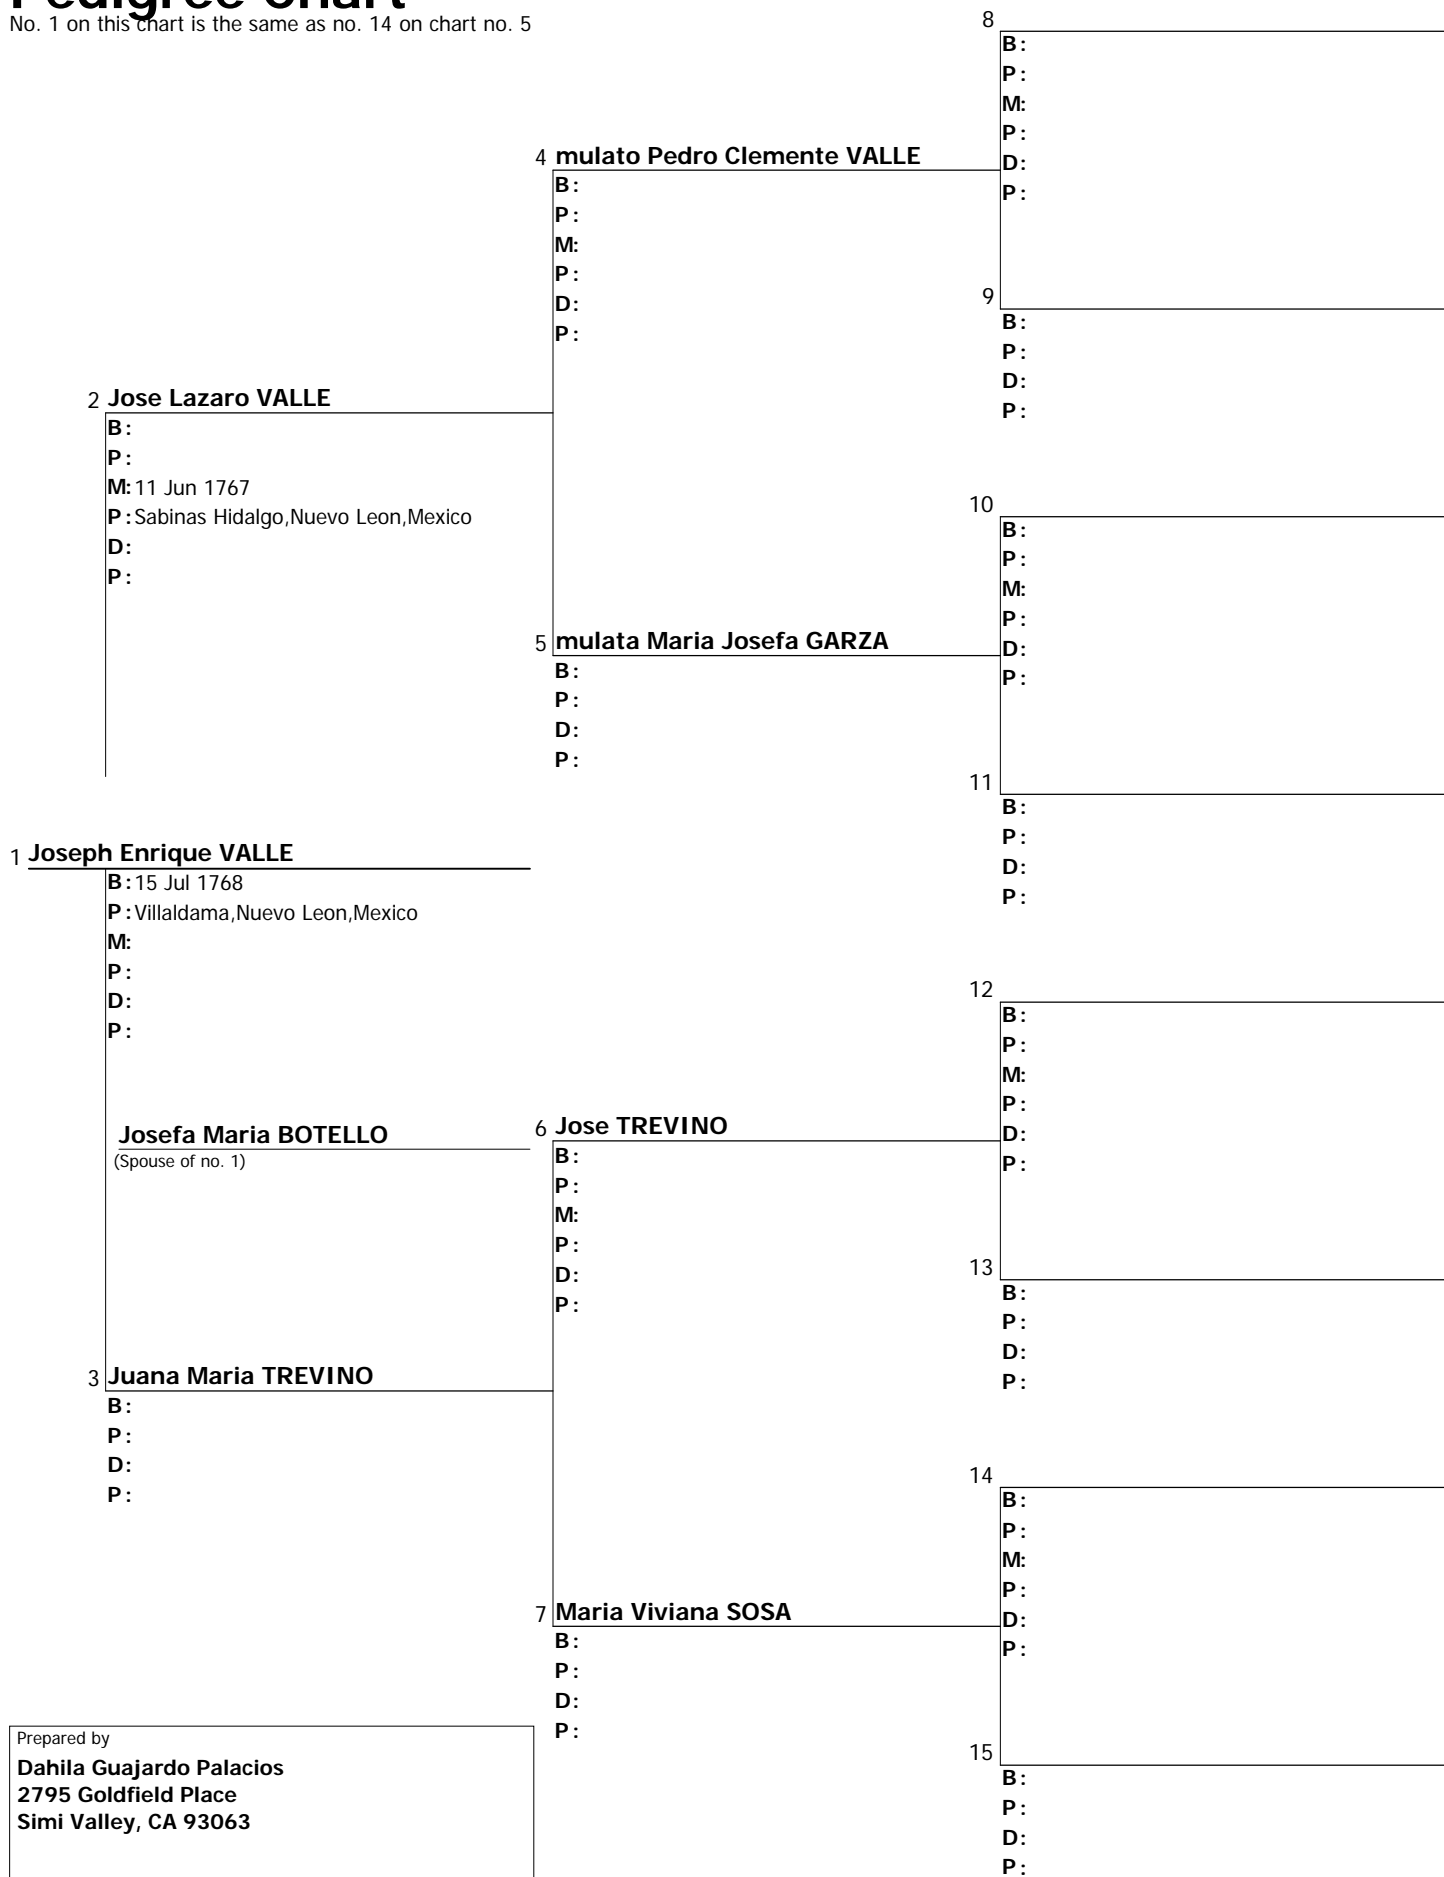 Pedigree Chart
No. 1 on this chart is the same as no. 14 on chart no. 5
8
B:
P:
M:
P:
D:
P:
4 mulato Pedro Clemente VALLE
B:
P:
M:
P:
D:
P:
9
B:
P:
D:
P:
2 Jose Lazaro VALLE
B:
P:
M: 11 Jun 1767
P: Sabinas Hidalgo,Nuevo Leon,Mexico
D:
P:
10
B:
P:
M:
P:
D:
P:
5 mulata Maria Josefa GARZA
B:
P:
D:
P:
11
B:
P:
D:
P:
1 Joseph Enrique VALLE
B: 15 Jul 1768
P: Villaldama,Nuevo Leon,Mexico
M:
P:
D:
P:
12
B:
P:
M:
P:
D:
P:
Josefa Maria BOTELLO
(Spouse of no. 1)
6 Jose TREVINO
B:
P:
M:
P:
D:
P:
13
B:
P:
D:
P:
3 Juana Maria TREVINO
B:
P:
D:
P:
14
B:
P:
M:
P:
D:
P:
7 Maria Viviana SOSA
B:
P:
D:
P:
15
B:
P:
D:
P:
Prepared by
Dahila Guajardo Palacios
2795 Goldfield Place
Simi Valley, CA 93063